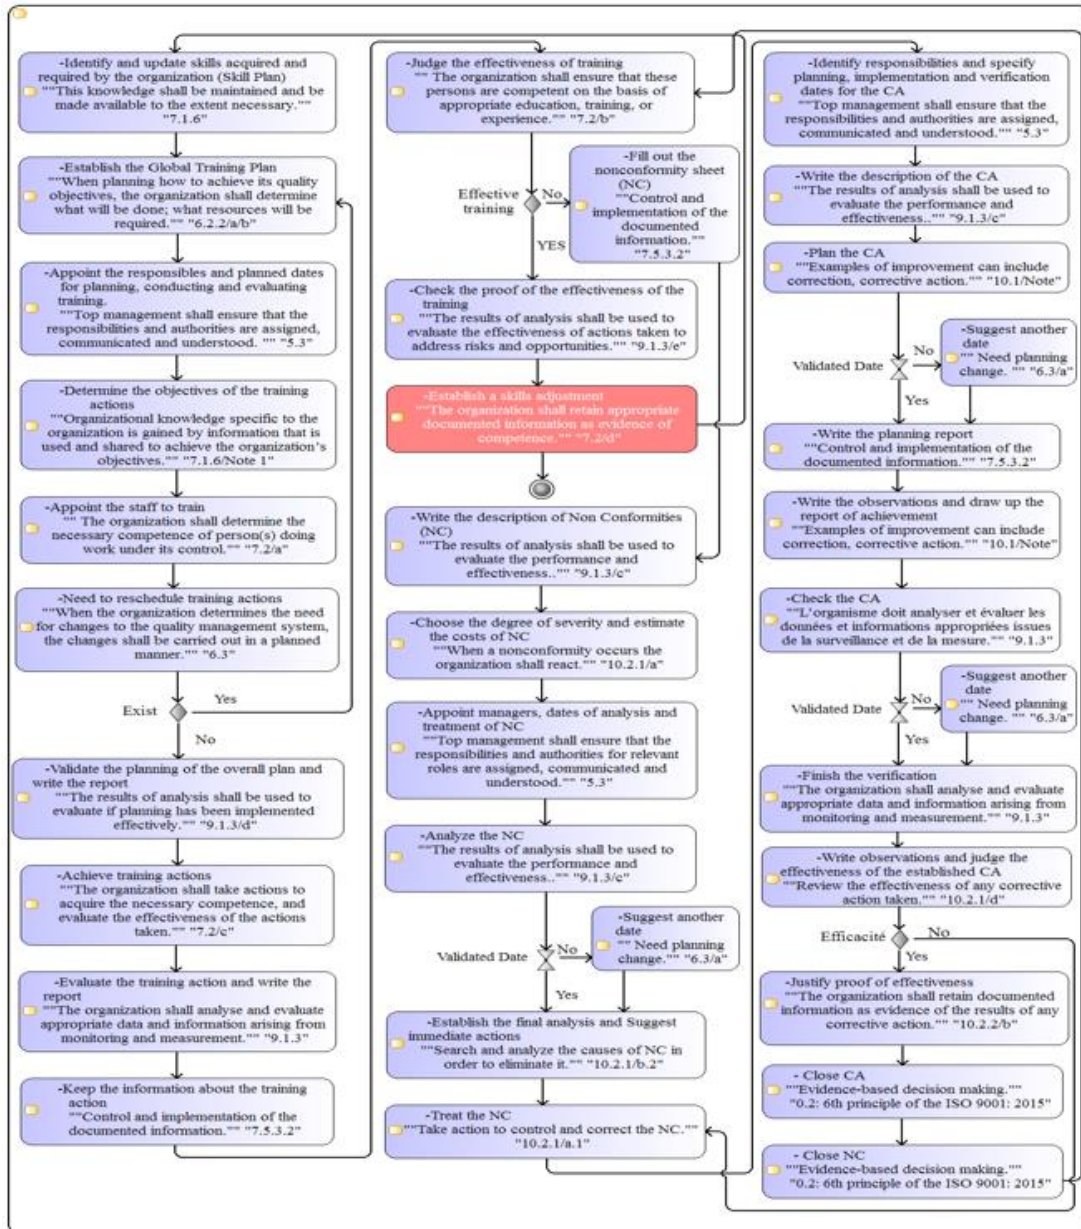 -Identify and update skills acquired and
required by the organization (Skill Plan)
""This knowledge shall be maintained and be
made available to the extent necessary.""
"7.1.6"
-Establish the Global Training Plan
""When planning how to achieve its quality
objectives, the organization shall determine
what will be done; what resources will be
required."" "6.2.2/a/b"
-Appoint the responsibles and planned dates
for planning, conducting and evaluating
training.
""Top management shall ensure that the
responsibilities and authorities are assigned,
communicated and understood. "" "5.3"
-Determine the objectives of the training
actions
""Organizational knowledge specific to the
organization is gained by information that is
used and shared to achieve the organization's
objectives."" "7.1.6/Note 1"
-Appoint the staff to train
"" The organization shall determine the
necessary competence of person(s) doing
work under its control."" "7.2/a"
-Need to reschedule training actions
""When the organization determines the need
for changes to the quality management system,
the changes shall be carried out in a planned
manner."" "6.3"
Exist
Yes
No
-Validate the planning of the overall plan and
write the report
""The results of analysis shall be used to
evaluate if planning has been implemented
effectively."" "9.1.3/d"
-Achieve training actions
""The organization shall take actions to
acquire the necessary competence, and
evaluate the effectiveness of the actions
taken."" "7.2/c"
-Evaluate the training action and write the
report
""The organization shall analyse and evaluate
appropriate data and information arising from
monitoring and measurement."" "9.1.3"
-Keep the information about the training
action
""Control and implementation of the
documented information."" "7.5.3.2"
-Judge the effectiveness of training
"" The organization shall ensure that these
persons are competent on the basis of
appropriate education, training, or
experience."" "7.2/b"
Effective
training
No
YES
-Fill out the
nonconformity sheet
(NC)
""Control and
implementation of the
documented
information.""
"7.5.3.2"
-Check the proof of the effectiveness of the
training
""The results of analysis shall be used to
evaluate the effectiveness of actions taken to
address risks and opportunities."" "9.1.3/e"
-Establish a skills adjustment
""The organization shall retain appropriate
documented information as evidence of
competence."" "7.2/d"
-Write the description of Non Conformities
(NC)
""The results of analysis shall be used to
evaluate the performance and
effectiveness.."" "9.1.3/c"
-Choose the degree of severity and estimate
the costs of NC
""When a nonconformity occurs the
organization shall react."" "10.2.1/a"
-Appoint managers, dates of analysis and
treatment of NC
""Top management shall ensure that the
responsibilities and authorities for relevant
roles are assigned, communicated and
understood."" "5.3"
-Analyze the NC
""The results of analysis shall be used to
evaluate the performance and
effectiveness.."" "9.1.3/c"
Validated Date
No
Yes
-Suggest another
date
"" Need planning
change."" "6.3/a"
-Establish the final analysis and Suggest
immediate actions
""Search and analyze the causes of NC in
order to eliminate it."" "10.2.1/b.2"
-Treat the NC
""Take action to control and correct the NC.""
"10.2.1/a.1"
-Identify responsibilities and specify
planning, implementation and verification
dates for the CA
""Top management shall ensure that the
responsibilities and authorities are assigned,
communicated and understood."" "5.3"
-Write the description of the CA
""The results of analysis shall be used to
evaluate the performance and
effectiveness.."" "9.1.3/c"
-Plan the CA
""Examples of improvement can include
correction, corrective action."" "10.1/Note"
Validated Date
No
Yes
-Suggest another
date
"" Need planning
change. "" "6.3/a"
-Write the planning report
""Control and implementation of the
documented information."" "7.5.3.2"
-Write the observations and draw up the
report of achievement
""Examples of improvement can include
correction, corrective action."" "10.1/Note"
-Check the CA
""L'organisme doit analyser et évaluer les
données et informations appropriées issues
de la surveillance et de la mesure."" "9.1.3"
Validated Date
No
Yes
-Suggest another
date
"" Need planning
change. "" "6.3/a"
-Finish the verification
""The organization shall analyse and evaluate
appropriate data and information arising from
monitoring and measurement."" "9.1.3"
-Write observations and judge the
effectiveness of the established CA
""Review the effectiveness of any corrective
action taken."" "10.2.1/d"
Efficacité
No
Yes
-Justify proof of effectiveness
""The organization shall retain documented
information as evidence of the results of any
corrective action."" "10.2.2/b"
- Close CA
""Evidence-based decision making.""
"0.2: 6th principle of the ISO 9001: 2015"
- Close NC
""Evidence-based decision making.""
"0.2: 6th principle of the ISO 9001: 2015"